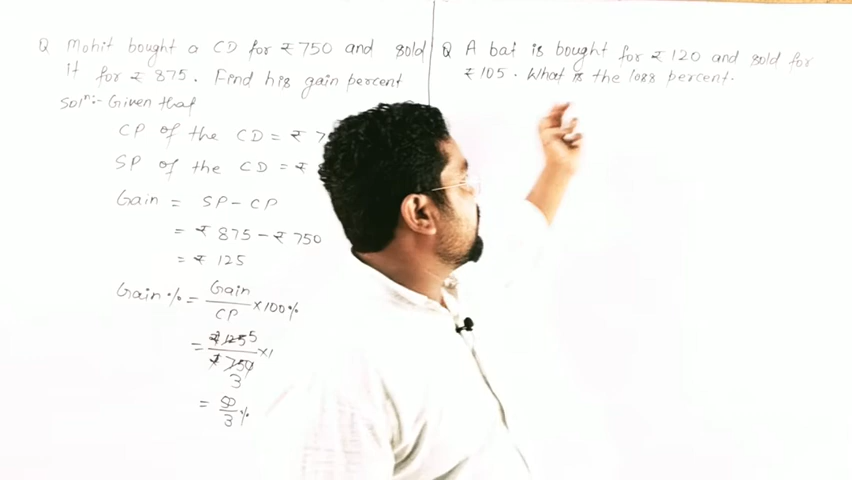 Q Mohit bought a CD for ₹ 750 and sold
it for ₹ 875. Find his gain percent
Solⁿ:- Given that
CP of the CD = ₹ 7
SP of the CD = ₹
Gain = SP - CP
= ₹ 875 - ₹ 750
= ₹ 125
Gain % = Gain/CP × 100%
= ₹ 125 5/₹ 750 3 × 1
= 50/3 %
Q A bat is bought for ₹ 120 and sold for
₹ 105. What is the loss percent.